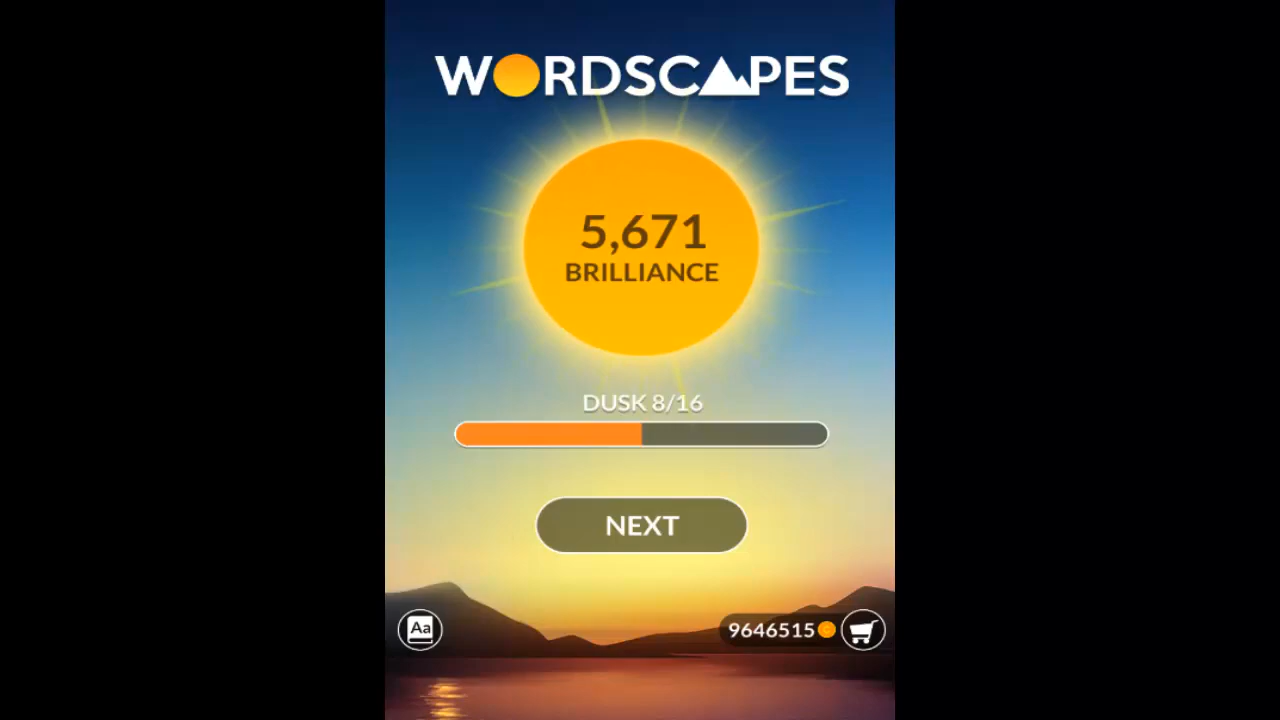 WORDSCAPES
5,671
BRILLIANCE
DUSK 8/16
NEXT
Aa
9646515